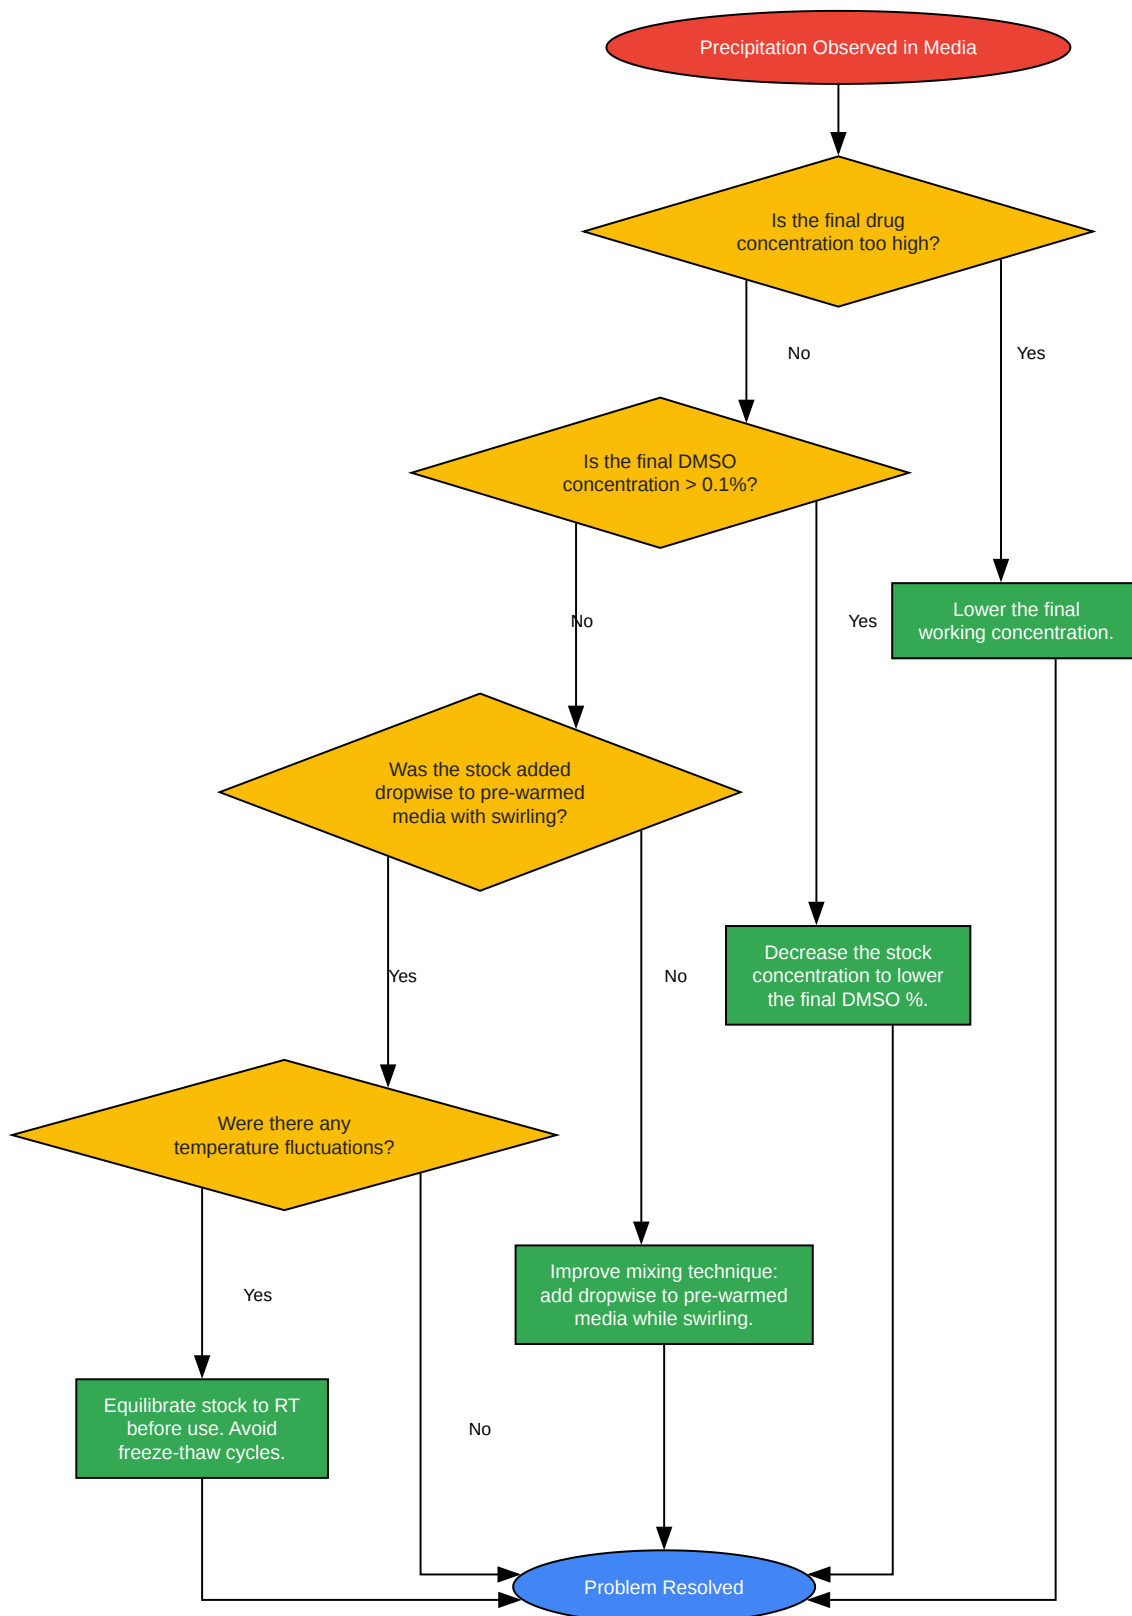 Precipitation Observed in Media
Is the final drug
concentration too high?
No
Yes
Is the final DMSO
concentration > 0.1%?
No
Yes
Lower the final
working concentration.
Was the stock added
dropwise to pre-warmed
media with swirling?
Yes
No
Decrease the stock
concentration to lower
the final DMSO %.
Were there any
temperature fluctuations?
Yes
Improve mixing technique:
add dropwise to pre-warmed
media while swirling.
Equilibrate stock to RT
before use. Avoid
freeze-thaw cycles.
No
Problem Resolved